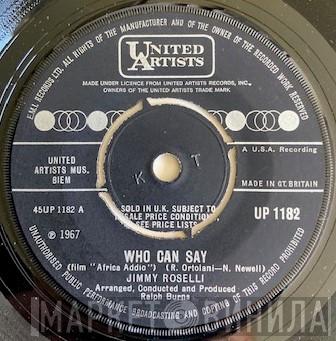 E.M.I. RECORDS LTD. ALL RIGHTS OF THE MANUFACTURER AND OF THE OWNER OF THE RECORDED WORK RESERVED
UNITED
ARTISTS
MADE UNDER LICENCE FROM UNITED ARTISTS RECORDS, INC.,
OWNERS OF THE UNITED ARTISTS TRADE MARK
UNITED
ARTISTS MUS.
BIEM
K T
A U.S.A. Recording
MADE IN GT. BRITAIN
45UP 1182 A
SOLD IN U.K. SUBJECT TO
RESALE PRICE CONDITIONS
SEE PRICE LISTS
UP 1182
℗ 1967
WHO CAN SAY
(film "Africa Addio") (R. Ortolani—N. Newell)
JIMMY ROSELLI
Arranged, Conducted and Produced
Ralph Burns
UNAUTHORISED PUBLIC PERFORMANCE BROADCASTING AND COPYING OF THIS RECORD PROHIBITED
МАРКЕТ ВИНИЛА